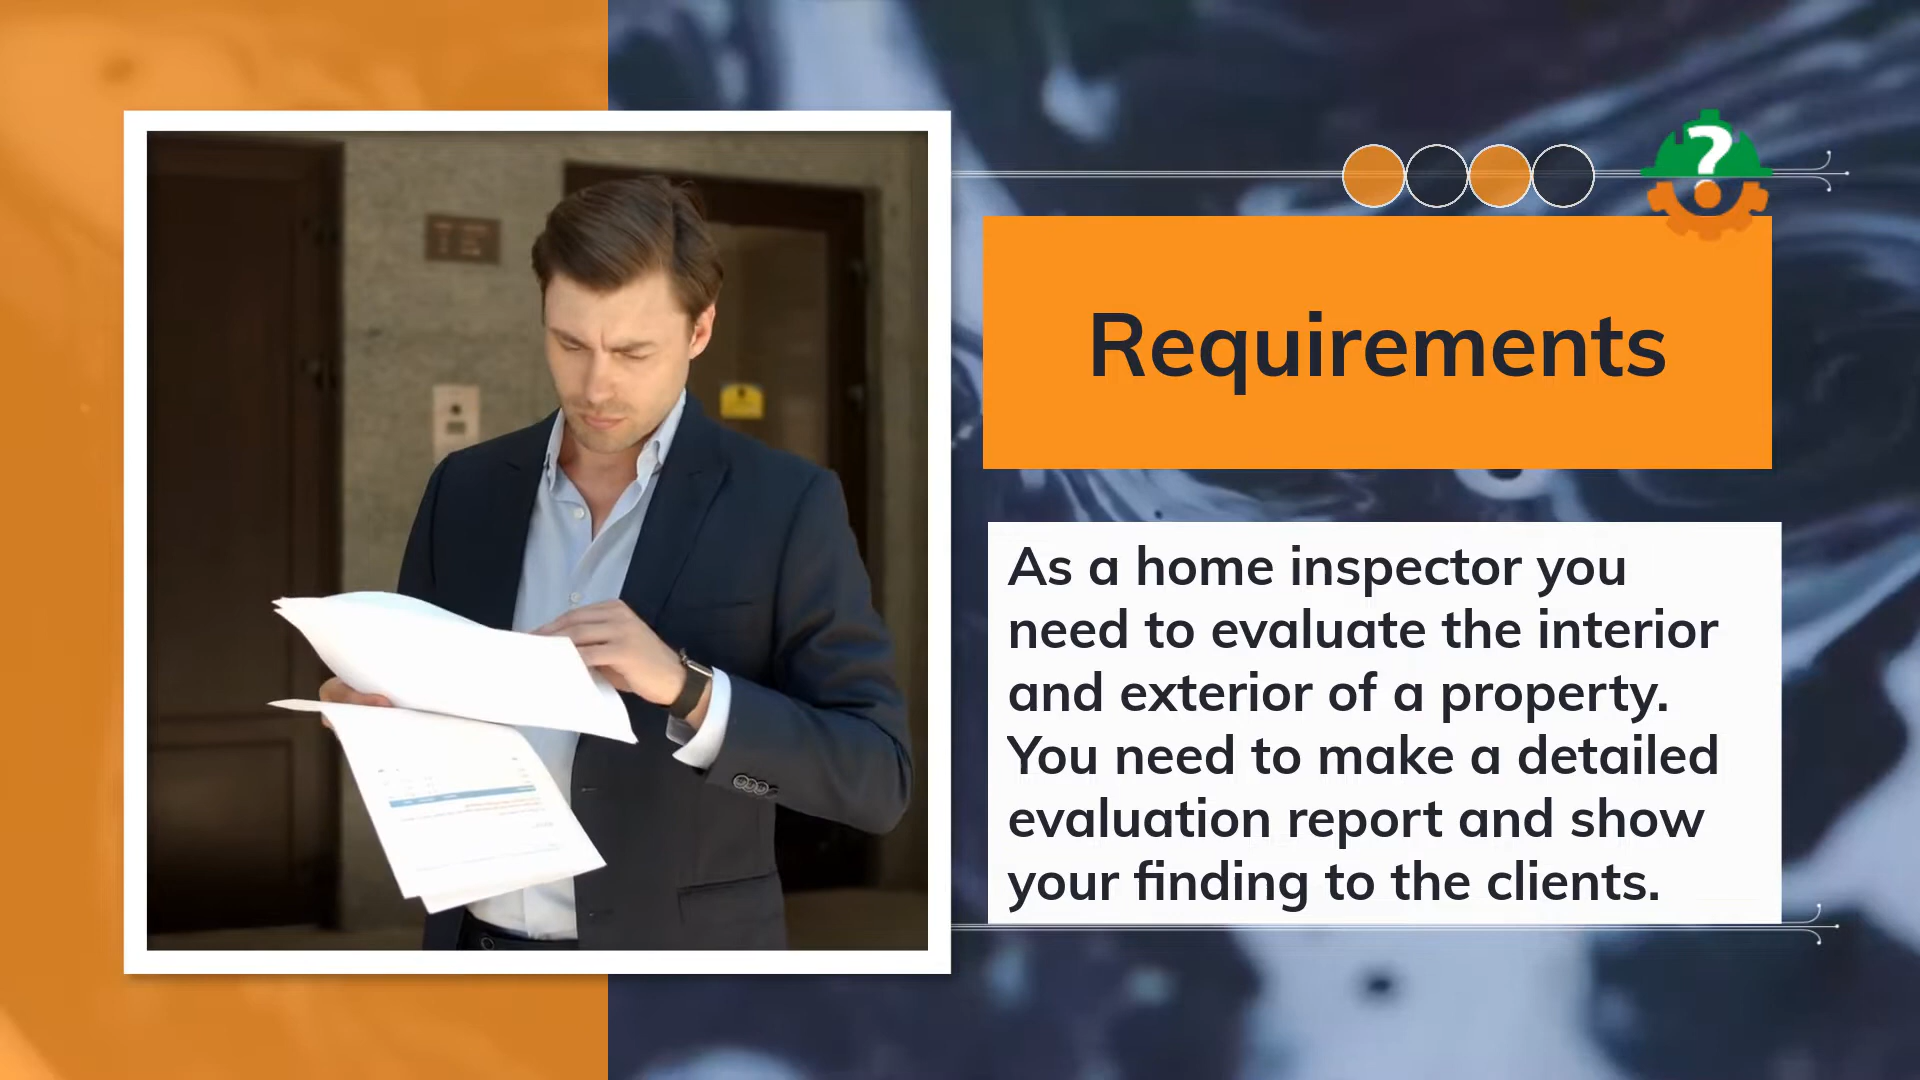 ?
Requirements
As a home inspector you
need to evaluate the interior
and exterior of a property.
You need to make a detailed
evaluation report and show
your finding to the clients.